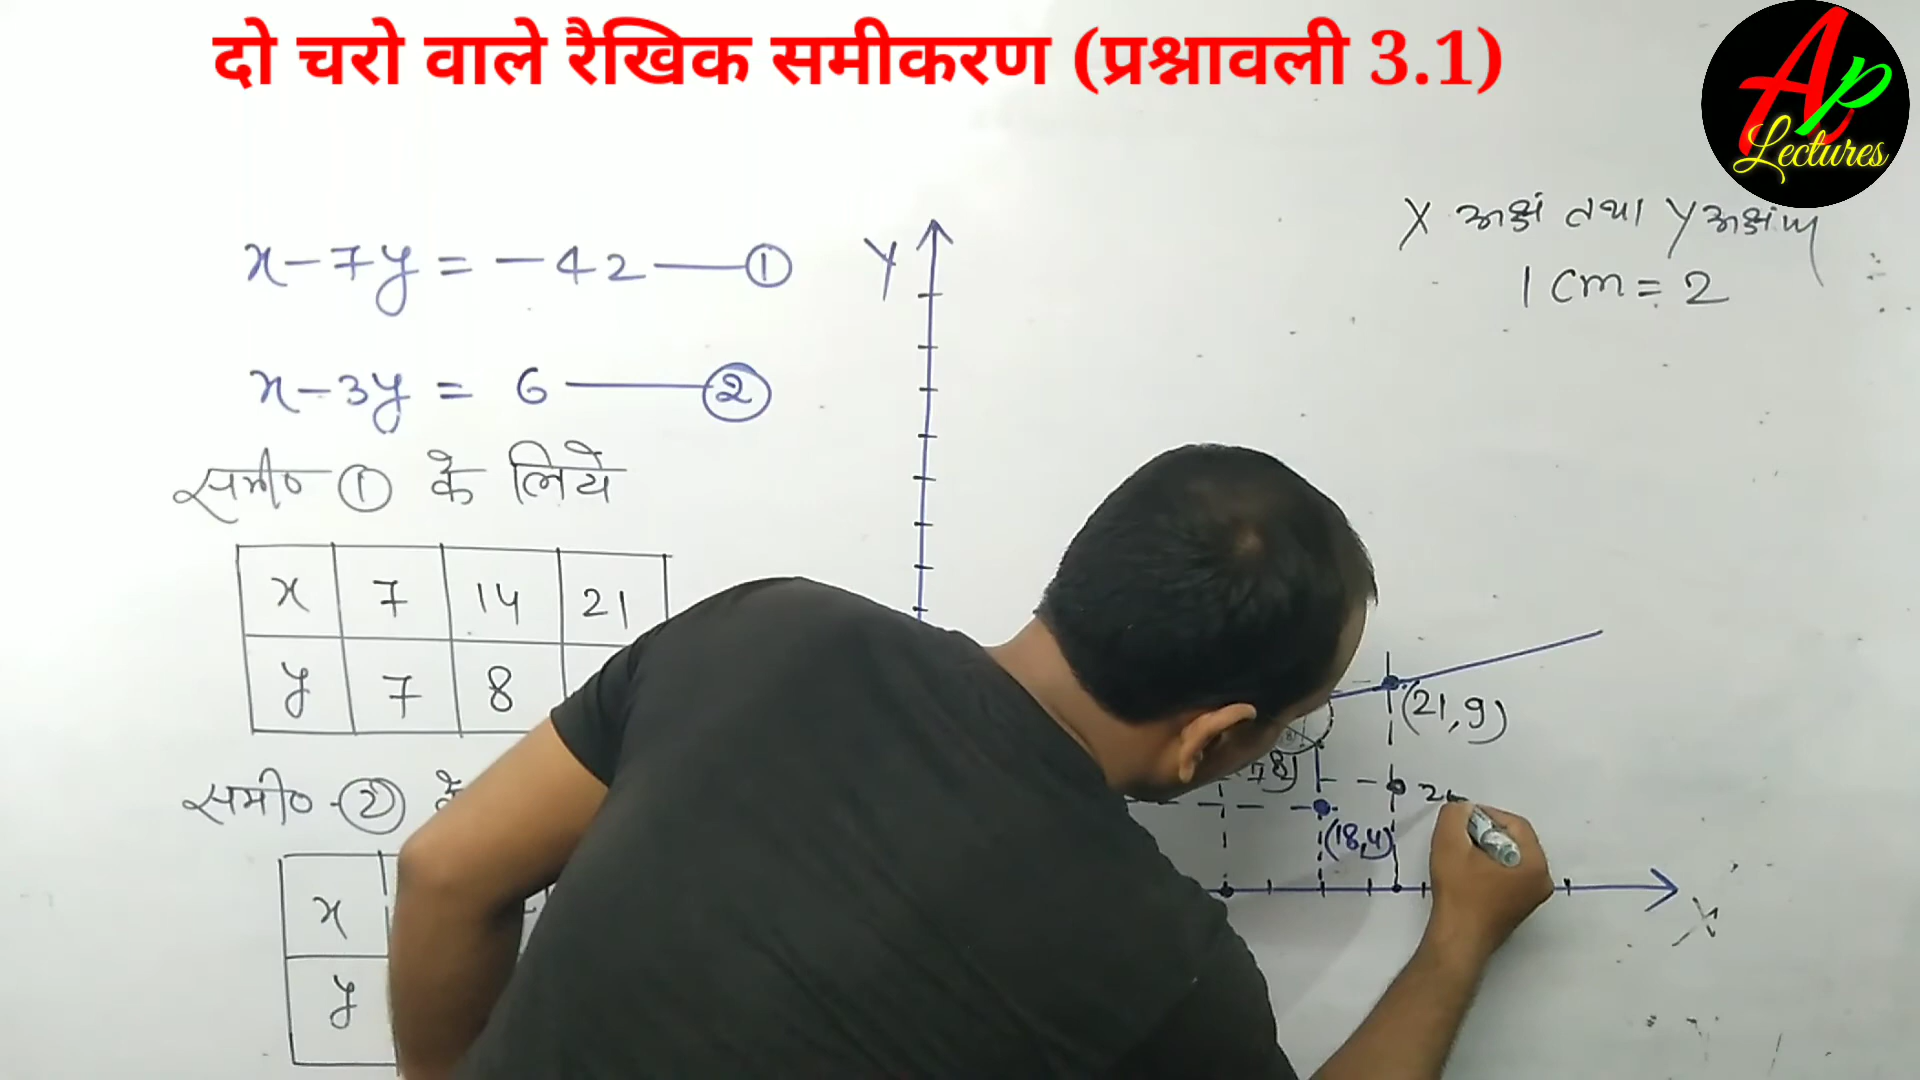 दो चरो वाले रैखिक समीकरण (प्रश्नावली 3.1)
AP
Lectures
X अक्ष तथा Y अक्ष पर
1 cm = 2
Y
x - 7y = - 42 — ①
x - 3y = 6 — ②
समी० ① के लिये
x 7 14 21
y 7 8
समी० ②
x
y
(21, 9)
(18, 4)
X